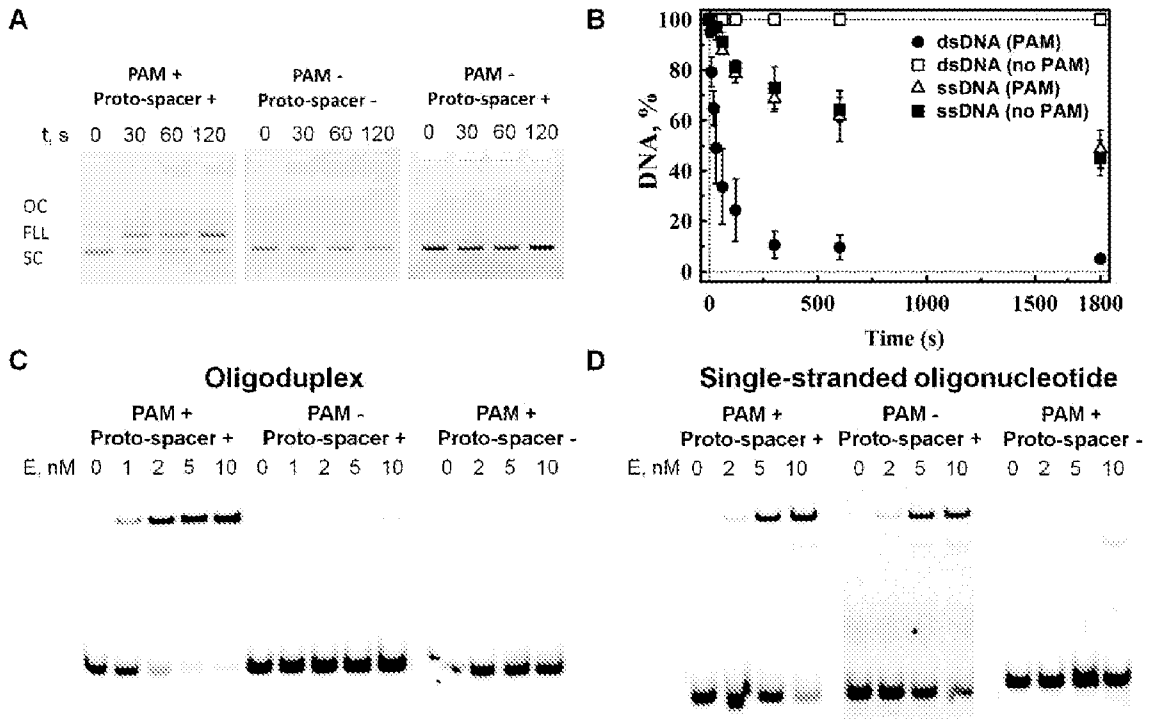 A
PAM + PAM - PAM -
Proto-spacer + Proto-spacer - Proto-spacer +
t, s 0 30 60 120 0 30 60 120 0 30 60 120
OC
FLL
SC
B
100
80
60
40
20
0
DNA, %
dsDNA (PAM)
dsDNA (no PAM)
ssDNA (PAM)
ssDNA (no PAM)
0 500 1000 1500 1800
Time (s)
C
Oligoduplex
PAM + PAM - PAM +
Proto-spacer + Proto-spacer + Proto-spacer -
E, nM 0 1 2 5 10 0 1 2 5 10 0 2 5 10
D
Single-stranded oligonucleotide
PAM + PAM - PAM +
Proto-spacer + Proto-spacer + Proto-spacer -
E, nM 0 2 5 10 0 2 5 10 0 2 5 10